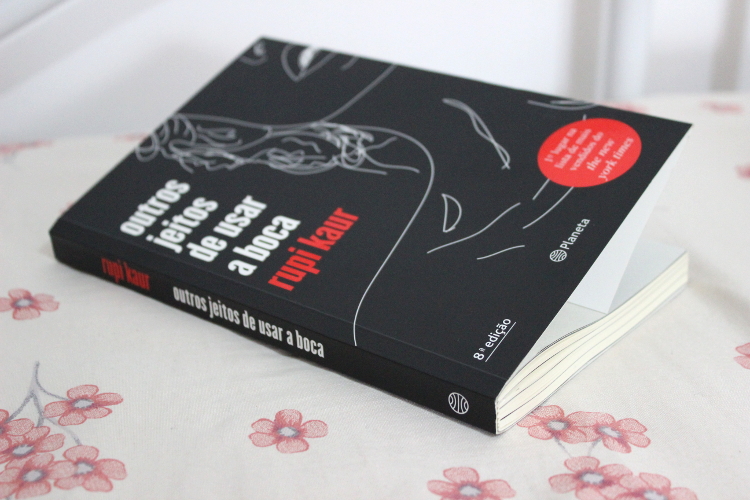 outros
jeitos
de usar
a boca
rupi kaur
1º lugar na
lista de mais
vendidos do
the new
york times
Planeta
8ª edição
rupi kaur
outros jeitos de usar a boca